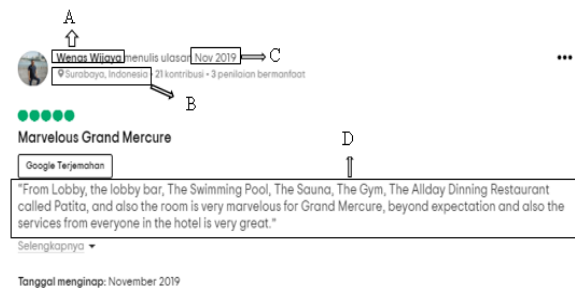 A
Wenas Wijaya menulis ulasan Nov 2019 C
Surabaya, Indonesia • 21 kontribusi • 3 penilaian bermanfaat
B
Marvelous Grand Mercure
D
Google Terjemahan
"From Lobby, the lobby bar, The Swimming Pool, The Sauna, The Gym, The Allday Dinning Restaurant
called Patita, and also the room is very marvelous for Grand Mercure, beyond expectation and also the
services from everyone in the hotel is very great."
Selengkapnya
Tanggal menginap: November 2019